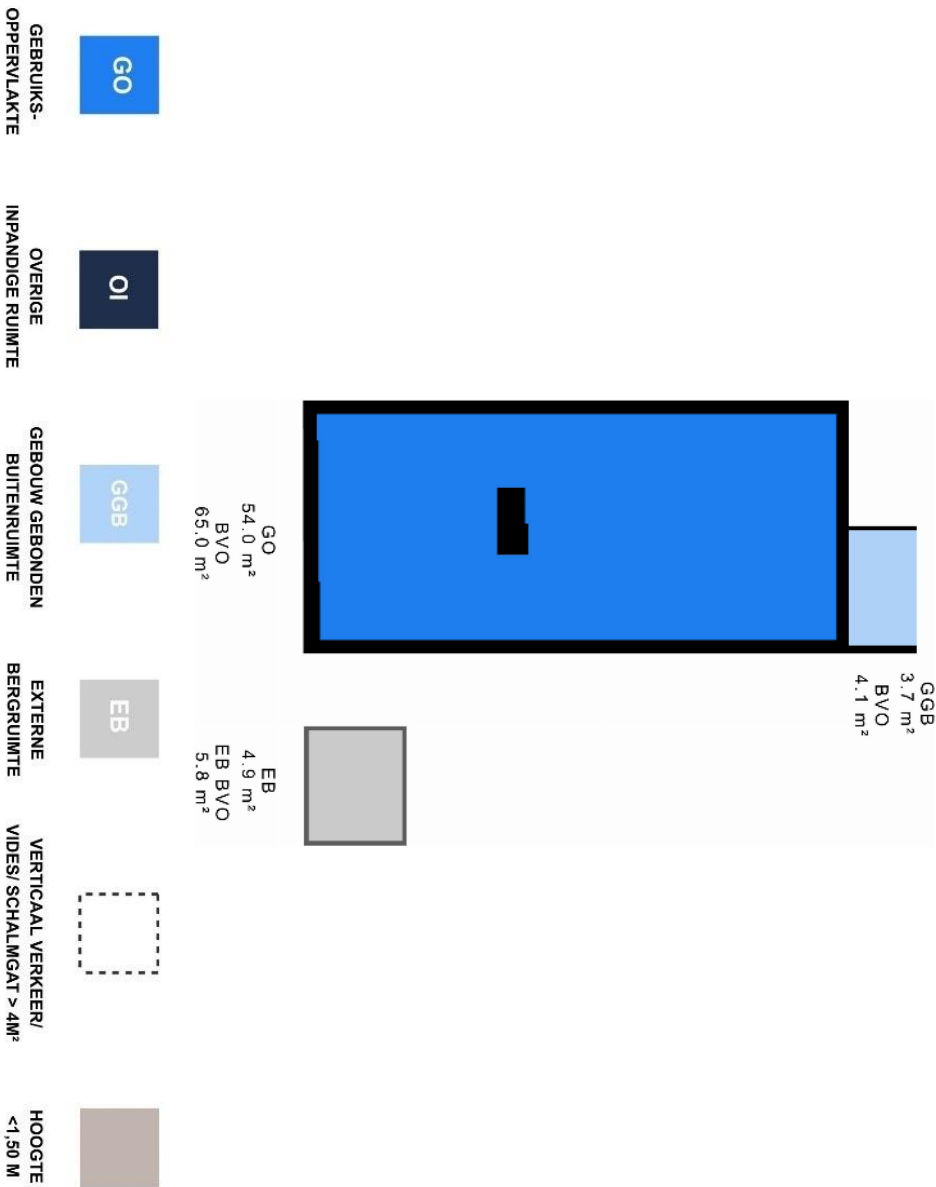 GGB
3.7 m²
BVO
4.1 m²
GO
54.0 m²
BVO
65.0 m²
EB
4.9 m²
EB BVO
5.8 m²
GO
GEBRUIKS-
OPPERVLAKTE
OI
OVERIGE
INPANDIGE RUIMTE
GGB
GEBOUW GEBONDEN
BUITENRUIMTE
EB
EXTERNE
BERGRUIMTE
VERTICAAL VERKEER/
VIDES/ SCHALMGAT > 4M²
HOOGTE
<1,50 M